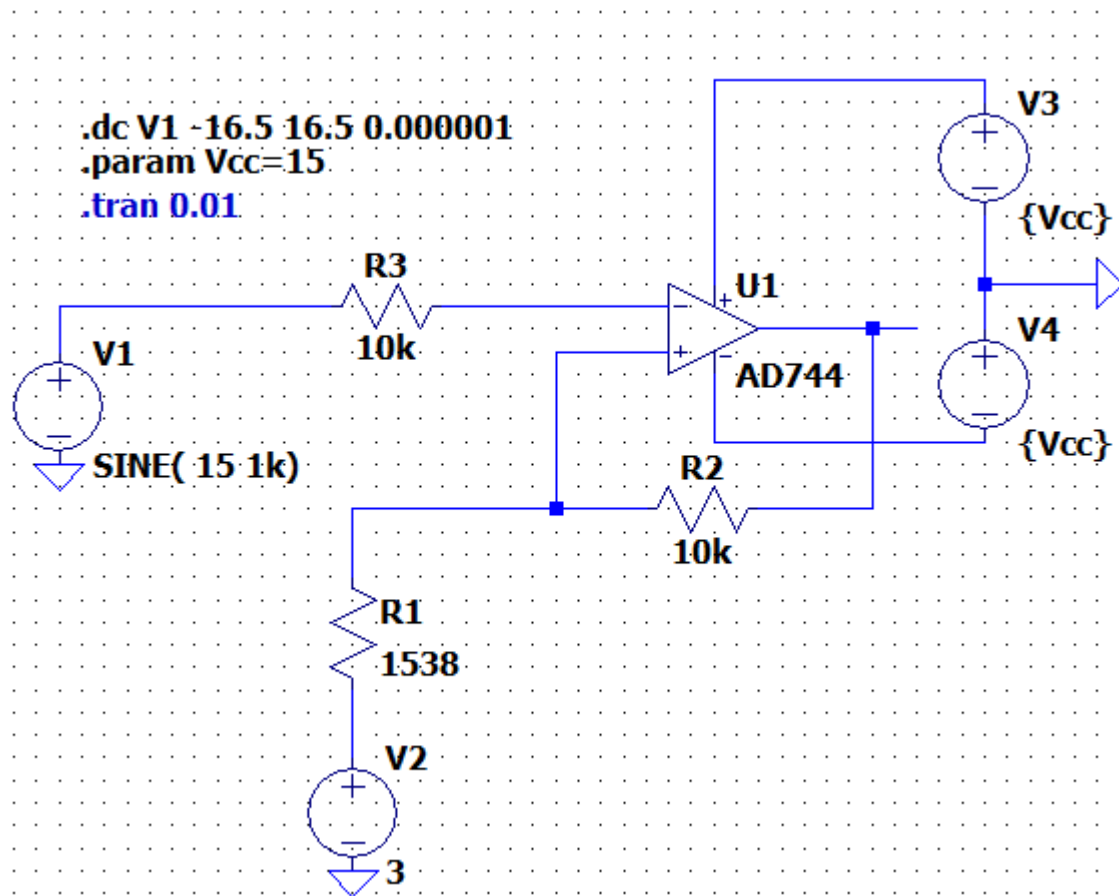 .dc V1 -16.5 16.5 0.000001
.param Vcc=15
.tran 0.01
V3
{Vcc}
R3
10k
U1
AD744
V1
SINE( 15 1k)
V4
{Vcc}
R2
10k
R1
1538
V2
3